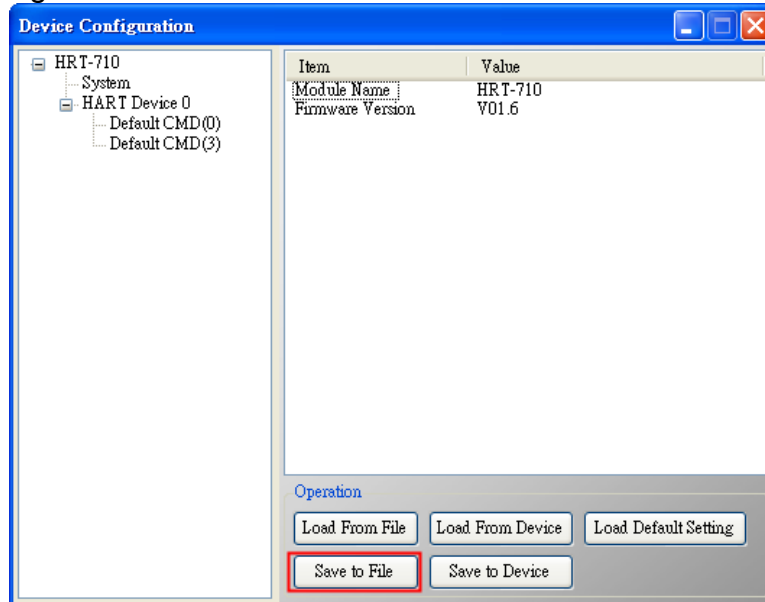 Device Configuration
HRT-710
System
HART Device 0
Default CMD(0)
Default CMD(3)
Item Value
Module Name HRT-710
Firmware Version V01.6
Operation
Load From File Load From Device Load Default Setting
Save to File Save to Device